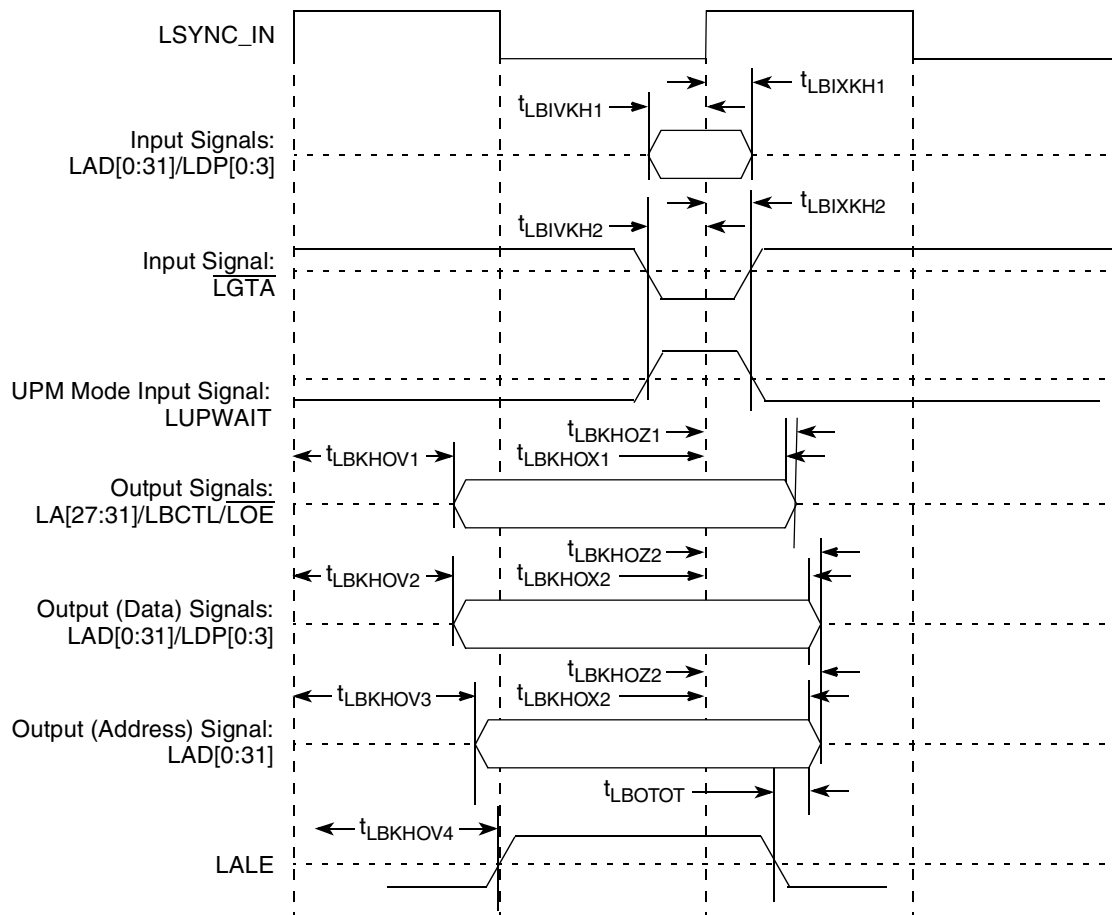 LSYNC_IN
tLBIXKH1
tLBIVKH1
Input Signals:
LAD[0:31]/LDP[0:3]
tLBIXKH2
tLBIVKH2
Input Signal:
LGTA
UPM Mode Input Signal:
LUPWAIT
tLBKHOZ1
tLBKHOV1
tLBKHOX1
Output Signals:
LA[27:31]/LBCTL/LOE
tLBKHOZ2
tLBKHOV2
tLBKHOX2
Output (Data) Signals:
LAD[0:31]/LDP[0:3]
tLBKHOZ2
tLBKHOV3
tLBKHOX2
Output (Address) Signal:
LAD[0:31]
tLBOTOT
tLBKHOV4
LALE